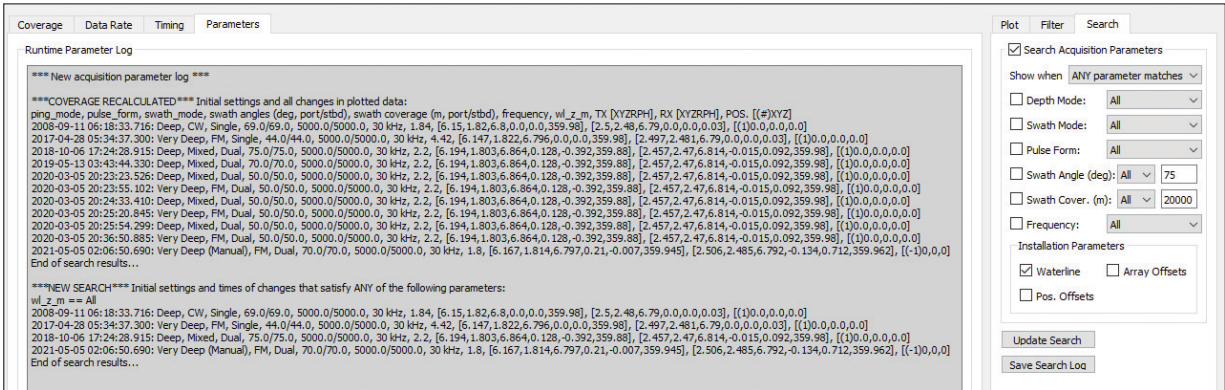 Coverage Data Rate Timing Parameters
Runtime Parameter Log
*** New acquisition parameter log ***
***COVERAGE RECALCULATED*** Initial settings and all changes in plotted data:
ping_mode, pulse_form, swath_mode, swath angles (deg, port/stbd), swath coverage (m, port/stbd), frequency, wl_z_m, TX [XYZRPH], RX [XYZRPH], POS. [(#)XYZ]
2008-09-11 06:18:33.716: Deep, CW, Single, 69.0/69.0, 5000.0/5000.0, 30 kHz, 1.84, [6.15,1.82,6.8,0.0,0.0,359.98], [2.5,2.48,6.79,0.0,0.0,0.03], [(1)0.0,0.0,0.0]
2017-04-28 05:34:37.300: Very Deep, FM, Single, 44.0/44.0, 5000.0/5000.0, 30 kHz, 4.42, [6.147,1.822,6.796,0.0,0.0,359.98], [2.497,2.481,6.79,0.0,0.0,0.03], [(1)0.0,0.0,0.0]
2018-10-06 17:24:28.915: Deep, Mixed, Dual, 75.0/75.0, 5000.0/5000.0, 30 kHz, 2.2, [6.194,1.803,6.864,0.128,-0.392,359.88], [2.457,2.47,6.814,-0.015,0.092,359.98], [(1)0.0,0.0,0.0]
2019-05-13 03:43:44.330: Deep, Mixed, Dual, 70.0/70.0, 5000.0/5000.0, 30 kHz, 2.2, [6.194,1.803,6.864,0.128,-0.392,359.88], [2.457,2.47,6.814,-0.015,0.092,359.98], [(1)0.0,0.0,0.0]
2020-03-05 20:23:23.526: Deep, Mixed, Dual, 50.0/50.0, 5000.0/5000.0, 30 kHz, 2.2, [6.194,1.803,6.864,0.128,-0.392,359.88], [2.457,2.47,6.814,-0.015,0.092,359.98], [(1)0.0,0.0,0.0]
2020-03-05 20:23:55.102: Very Deep, FM, Dual, 50.0/50.0, 5000.0/5000.0, 30 kHz, 2.2, [6.194,1.803,6.864,0.128,-0.392,359.88], [2.457,2.47,6.814,-0.015,0.092,359.98], [(1)0.0,0.0,0.0]
2020-03-05 20:24:33.410: Deep, Mixed, Dual, 50.0/50.0, 5000.0/5000.0, 30 kHz, 2.2, [6.194,1.803,6.864,0.128,-0.392,359.88], [2.457,2.47,6.814,-0.015,0.092,359.98], [(1)0.0,0.0,0.0]
2020-03-05 20:25:20.845: Very Deep, FM, Dual, 50.0/50.0, 5000.0/5000.0, 30 kHz, 2.2, [6.194,1.803,6.864,0.128,-0.392,359.88], [2.457,2.47,6.814,-0.015,0.092,359.98], [(1)0.0,0.0,0.0]
2020-03-05 20:25:54.299: Deep, Mixed, Dual, 50.0/50.0, 5000.0/5000.0, 30 kHz, 2.2, [6.194,1.803,6.864,0.128,-0.392,359.88], [2.457,2.47,6.814,-0.015,0.092,359.98], [(1)0.0,0.0,0.0]
2020-03-05 20:36:50.885: Very Deep, FM, Dual, 50.0/50.0, 5000.0/5000.0, 30 kHz, 2.2, [6.194,1.803,6.864,0.128,-0.392,359.88], [2.457,2.47,6.814,-0.015,0.092,359.98], [(1)0.0,0.0,0.0]
2021-05-05 02:06:50.690: Very Deep (Manual), FM, Dual, 70.0/70.0, 5000.0/5000.0, 30 kHz, 1.8, [6.167,1.814,6.797,0.21,-0.007,359.945], [2.506,2.485,6.792,-0.134,0.712,359.962], [(-1)0,0,0]
End of search results...
***NEW SEARCH*** Initial settings and times of changes that satisfy ANY of the following parameters:
wl_z_m == All
2008-09-11 06:18:33.716: Deep, CW, Single, 69.0/69.0, 5000.0/5000.0, 30 kHz, 1.84, [6.15,1.82,6.8,0.0,0.0,359.98], [2.5,2.48,6.79,0.0,0.0,0.03], [(1)0.0,0.0,0.0]
2017-04-28 05:34:37.300: Very Deep, FM, Single, 44.0/44.0, 5000.0/5000.0, 30 kHz, 4.42, [6.147,1.822,6.796,0.0,0.0,359.98], [2.497,2.481,6.79,0.0,0.0,0.03], [(1)0.0,0.0,0.0]
2018-10-06 17:24:28.915: Deep, Mixed, Dual, 75.0/75.0, 5000.0/5000.0, 30 kHz, 2.2, [6.194,1.803,6.864,0.128,-0.392,359.88], [2.457,2.47,6.814,-0.015,0.092,359.98], [(1)0.0,0.0,0.0]
2021-05-05 02:06:50.690: Very Deep (Manual), FM, Dual, 70.0/70.0, 5000.0/5000.0, 30 kHz, 1.8, [6.167,1.814,6.797,0.21,-0.007,359.945], [2.506,2.485,6.792,-0.134,0.712,359.962], [(-1)0,0,0]
End of search results...
Plot Filter Search
Search Acquisition Parameters
Show when ANY parameter matches
Depth Mode: All
Swath Mode: All
Pulse Form: All
Swath Angle (deg): All 75
Swath Cover. (m): All 20000
Frequency: All
Installation Parameters
Waterline Array Offsets
Pos. Offsets
Update Search
Save Search Log